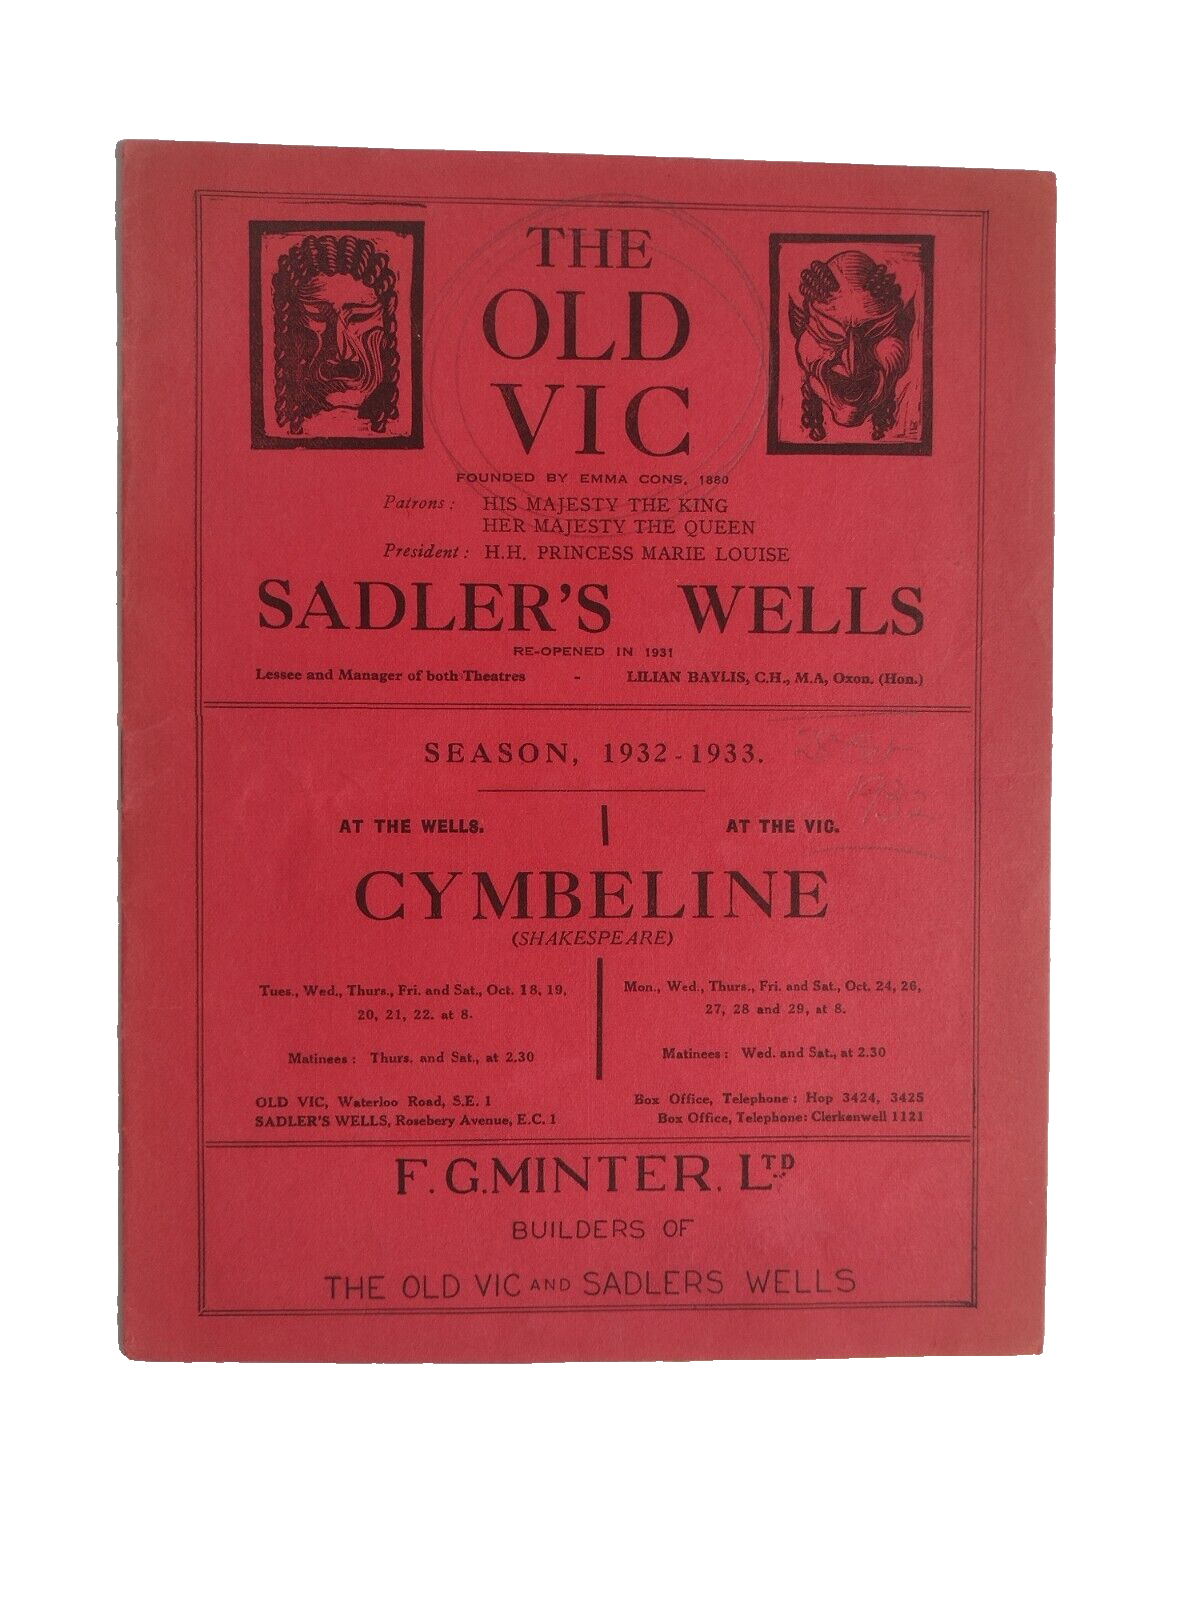 THE
OLD
VIC
FOUNDED BY EMMA CONS, 1880
Patrons : HIS MAJESTY THE KING
HER MAJESTY THE QUEEN
President : H.H. PRINCESS MARIE LOUISE
SADLER'S WELLS
RE-OPENED IN 1931
Lessee and Manager of both Theatres - LILIAN BAYLIS, C.H., M.A, Oxon. (Hon.)
SEASON, 1932-1933.
1932
AT THE WELLS.
AT THE VIC.
CYMBELINE
(SHAKESPEARE)
Tues., Wed., Thurs., Fri. and Sat., Oct. 18, 19,
20, 21, 22. at 8.
Matinees : Thurs. and Sat., at 2.30
Mon., Wed., Thurs., Fri. and Sat., Oct. 24, 26,
27, 28 and 29, at 8.
Matinees : Wed. and Sat., at 2.30
OLD VIC, Waterloo Road, S.E. 1
Box Office, Telephone : Hop 3424, 3425
SADLER'S WELLS, Rosebery Avenue, E.C. 1
Box Office, Telephone: Clerkenwell 1121
F. G. MINTER. LTD
BUILDERS OF
THE OLD VIC AND SADLERS WELLS